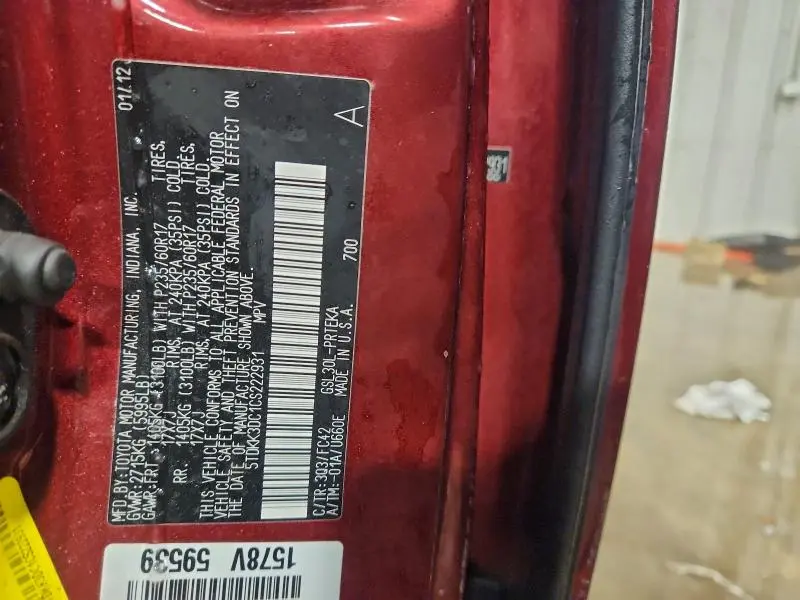 MFD.BY:TOYOTA MOTOR MANUFACTURING, INDIANA, INC. 01/12
GVWR:2715KG (5995LB)
GAWR:FRT. 1405KG (3100LB) WITH P235/60R17 TIRES,
17X7J RIMS, AT 240KPA (35PSI) COLD.
RR. 1405KG (3100LB) WITH P235/60R17 TIRES,
17X7J RIMS, AT 240KPA (35PSI) COLD.
THIS VEHICLE CONFORMS TO ALL APPLICABLE FEDERAL MOTOR
VEHICLE SAFETY AND THEFT PREVENTION STANDARDS IN EFFECT ON
THE DATE OF MANUFACTURE SHOWN ABOVE.
5TDKK3DC1CS222931 MPV
A
C/TR:3Q3/FC42 GSL30L-PRTEKA 700
A/TM:-01A/U660E MADE IN U.S.A.
1578V
59539